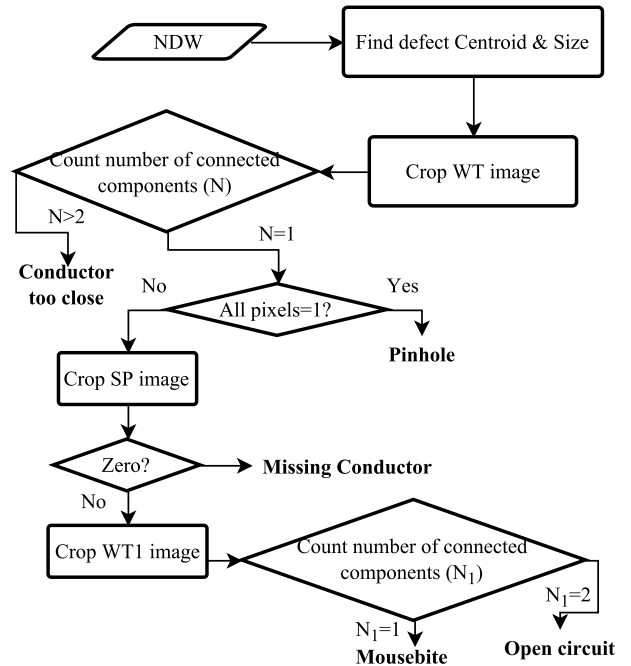 NDW
Find defect Centroid & Size
Crop WT image
Count number of connected
components (N)
N>2
N=1
Conductor
too close
No
All pixels=1?
Yes
Pinhole
Crop SP image
Zero?
Missing Conductor
No
Crop WT1 image
Count number of connected
components (N₁)
N₁=2
N₁=1
Open circuit
Mousebite